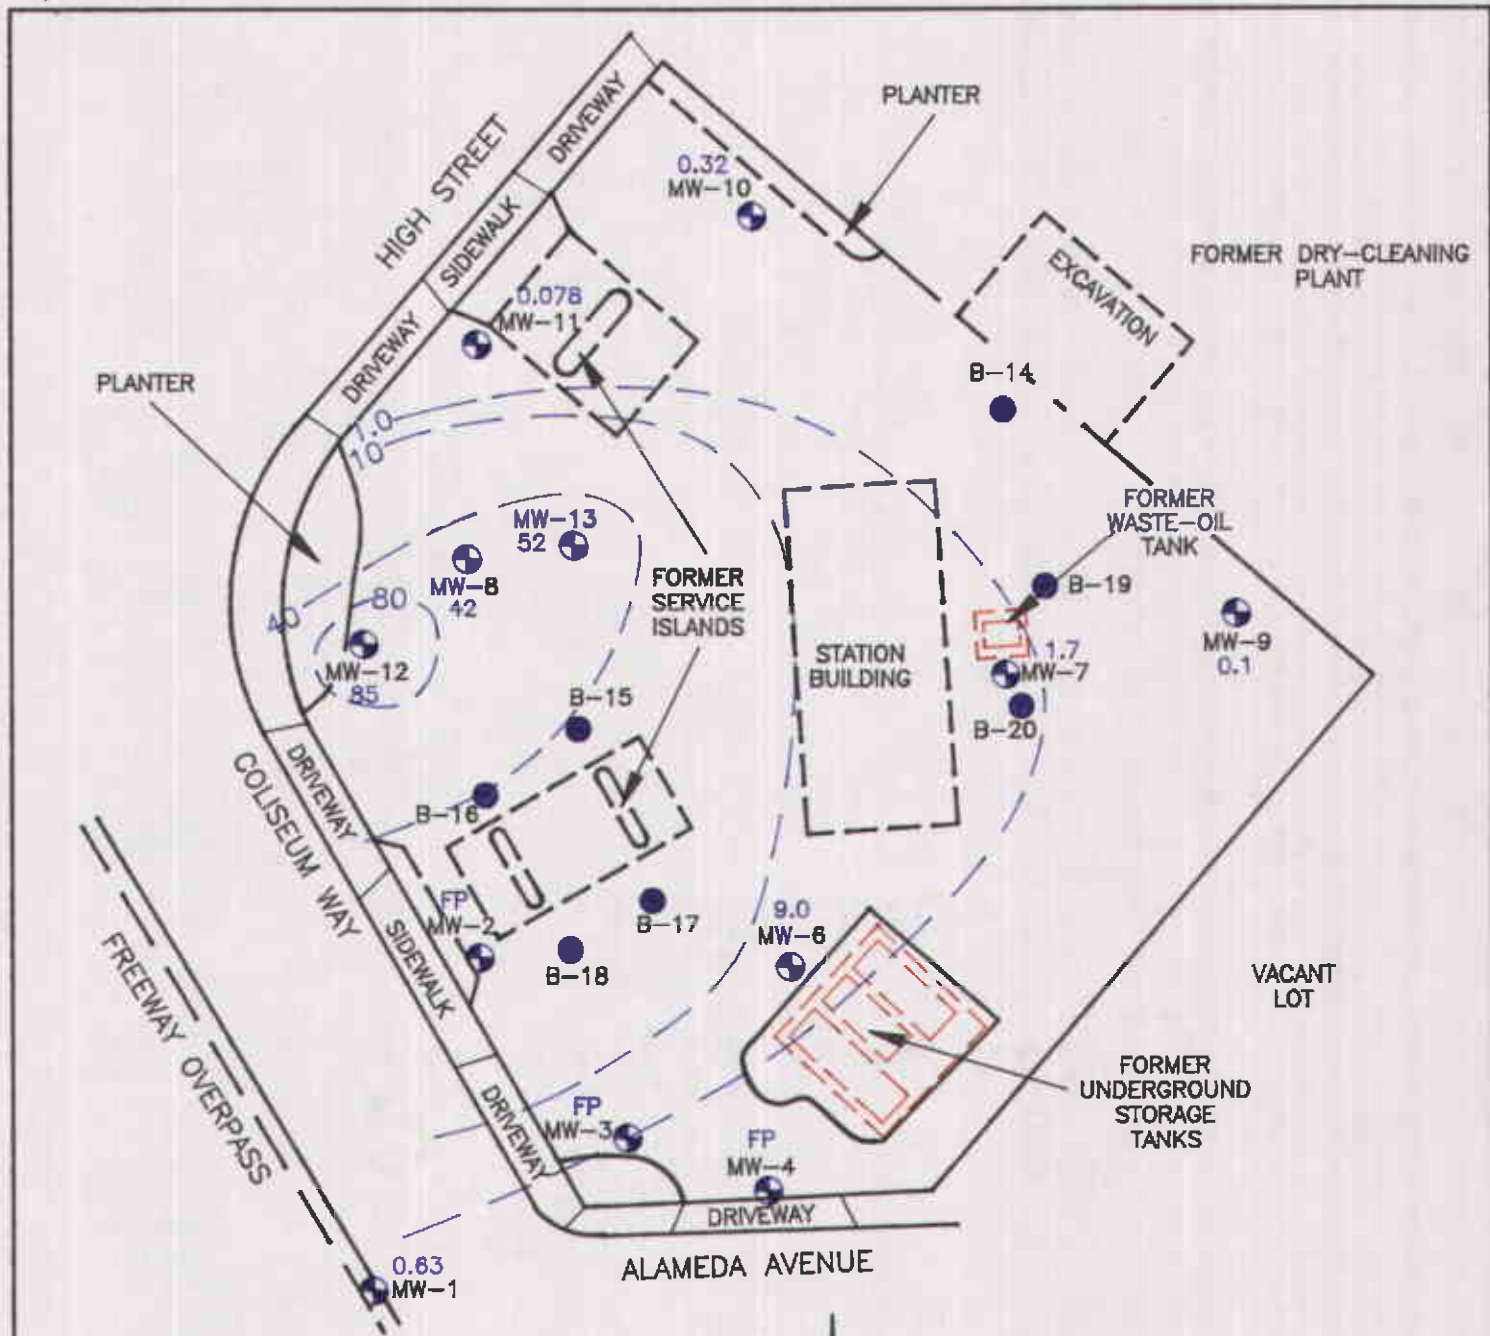 PLANTER
DRIVEWAY
HIGH STREET
0.32
MW-10
SIDEWALK
EXCAVATION
FORMER DRY-CLEANING
PLANT
0.078
MW-11
DRIVEWAY
PLANTER
B-14
1.0
10
FORMER
WASTE-OIL
TANK
MW-13
52
MW-8
42
FORMER
SERVICE
ISLANDS
B-19
40
80
MW-9
0.1
STATION
BUILDING
1.7
MW-7
MW-12
85
B-15
B-20
DRIVEWAY
COLISEUM WAY
B-16
FP
MW-2
B-17
9.0
MW-6
B-18
SIDEWALK
FREEWAY OVERPASS
VACANT
LOT
FORMER
UNDERGROUND
STORAGE
TANKS
DRIVEWAY
FP
MW-3
FP
MW-4
DRIVEWAY
ALAMEDA AVENUE
0.63
MW-1